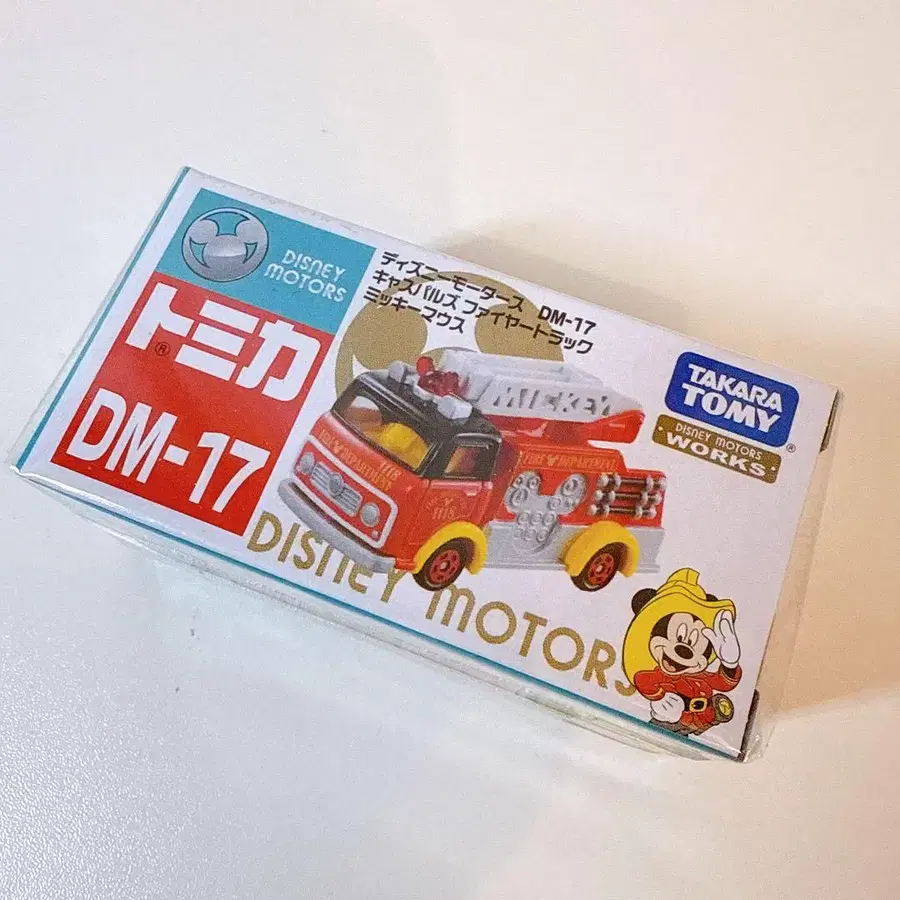 DISNEY
MOTORS
トミカ®
DM-17
ディズニーモータース DM-17
キャスパルズ ファイヤートラック
ミッキーマウス
TAKARA
TOMY®
DISNEY MOTORS
WORKS
MICKEY
FIRE DEPARTMENT
1118
DISNEY MOTORS